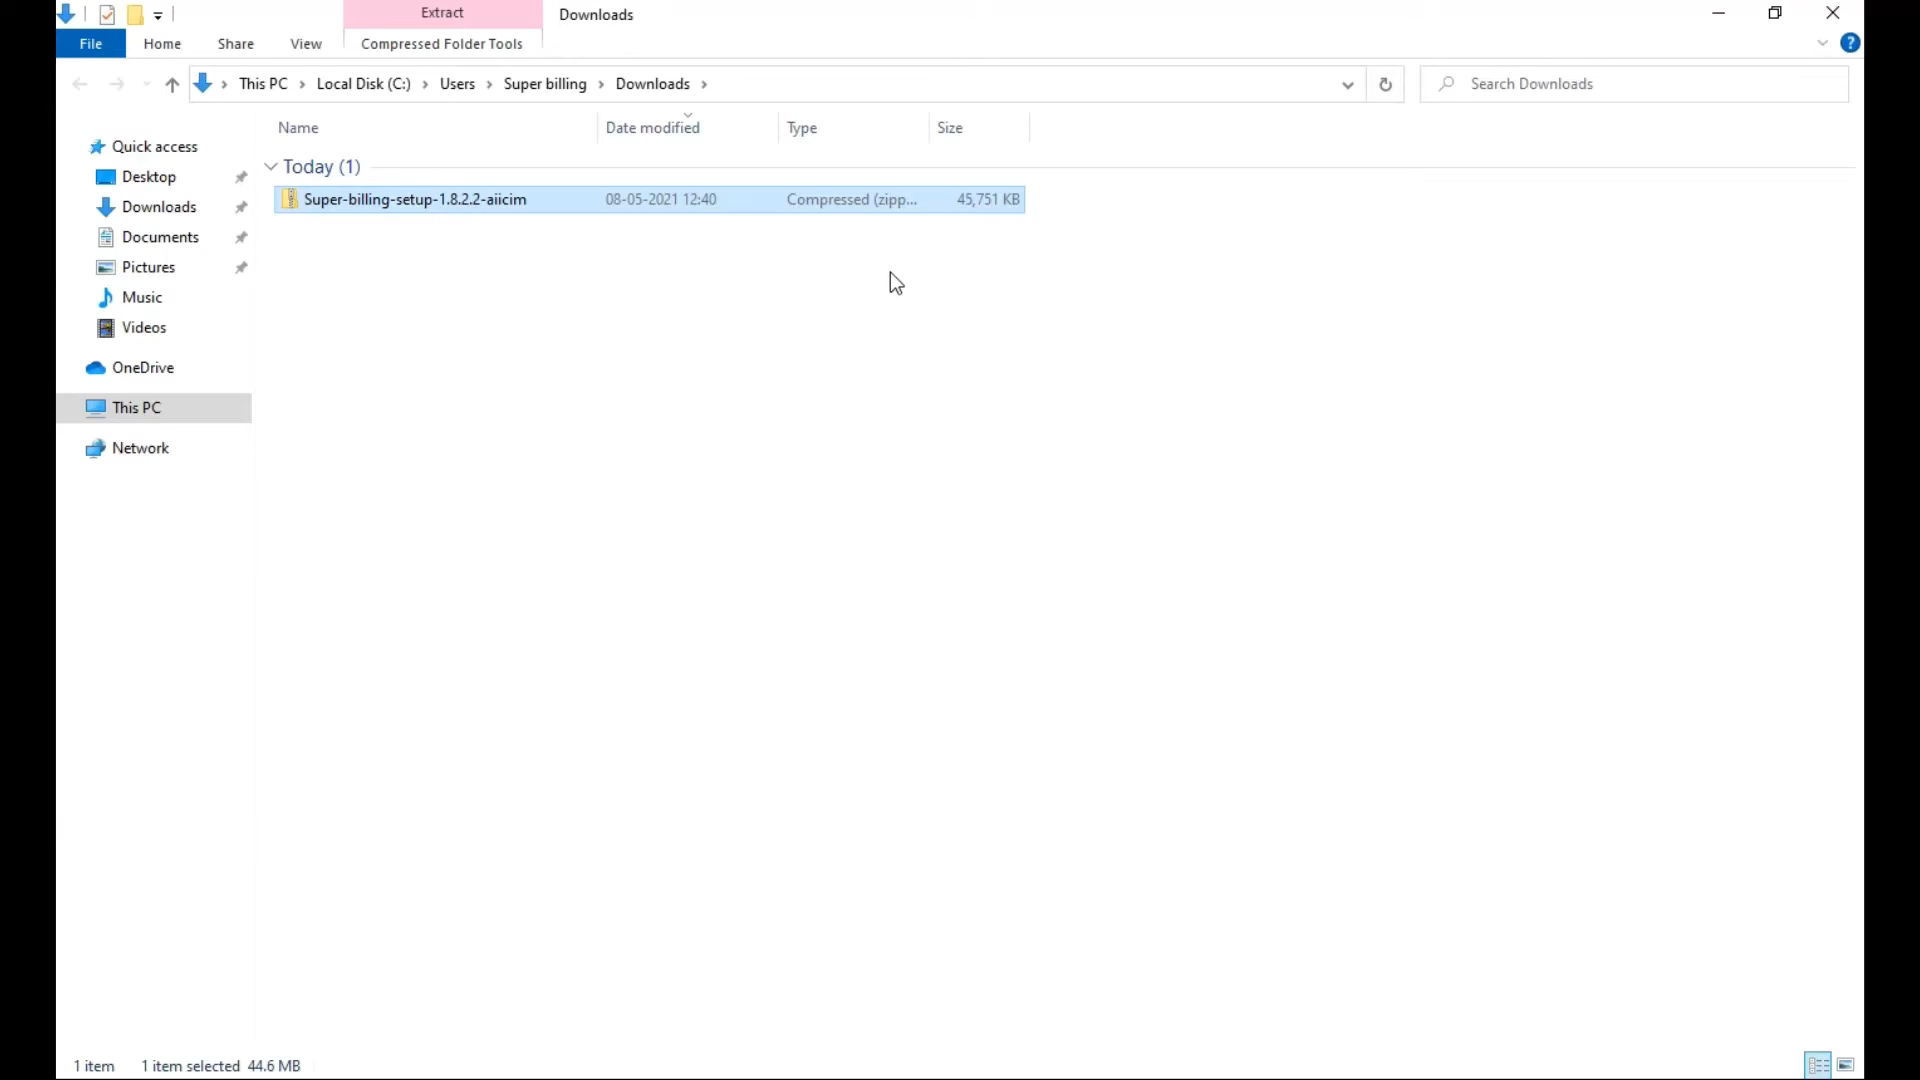 Extract
Downloads
File
Home
Share
View
Compressed Folder Tools
This PC
Local Disk (C:)
Users
Super billing
Downloads
Search Downloads
Name
Date modified
Type
Size
Quick access
Desktop
Downloads
Documents
Pictures
Music
Videos
OneDrive
This PC
Network
Today (1)
Super-billing-setup-1.8.2.2-aiicim
08-05-2021 12:40
Compressed (zipp...
45,751 KB
1 item
1 item selected 44.6 MB